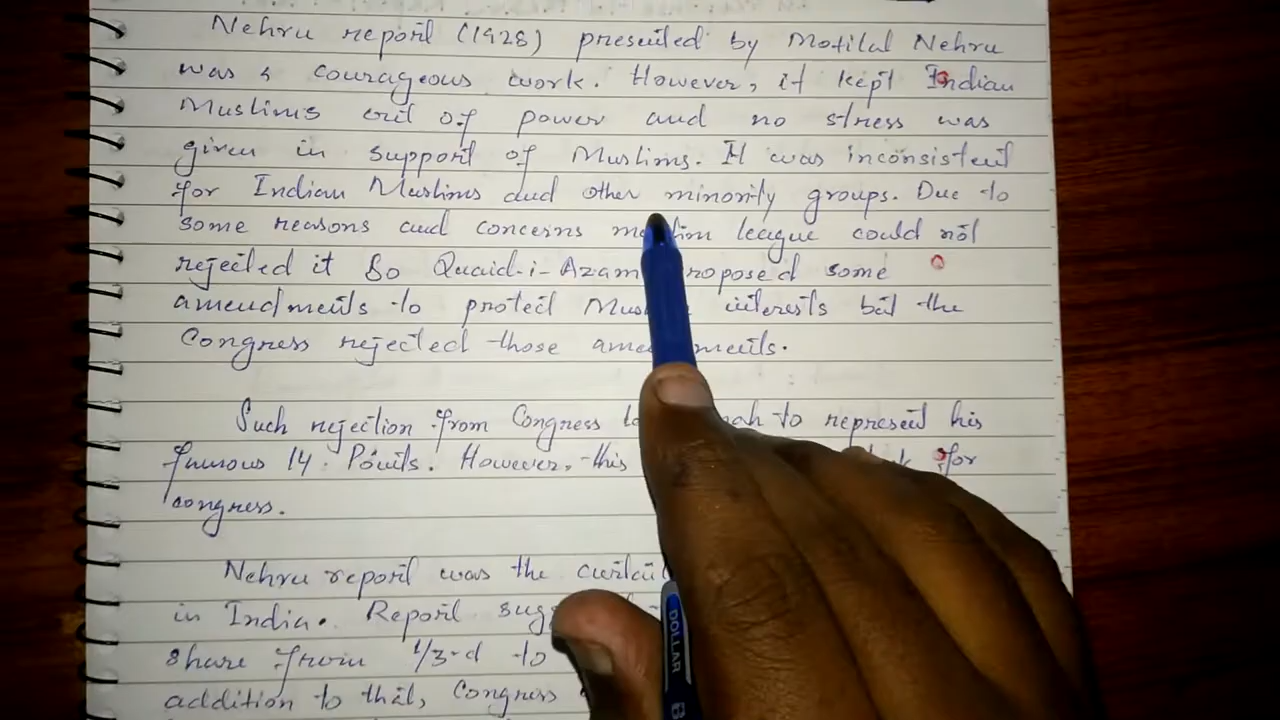 Nehru report (1928) presented by Motilal Nehru
was a courageous work. However, it kept Indian
Muslims out of power and no stress was
given in support of Muslims. It was inconsistent
for Indian Muslims and other minority groups. Due to
some reasons and concerns league could not
rejected it So Quaid-i-Azam some
amendments to protect interests but the
Congress rejected those
Such rejection from Congress to represent his
famous 14 Points. However, this for
congress.
Nehru report was the
in India. Report
share from 1/3rd to
addition to that, Congress
DOLLAR